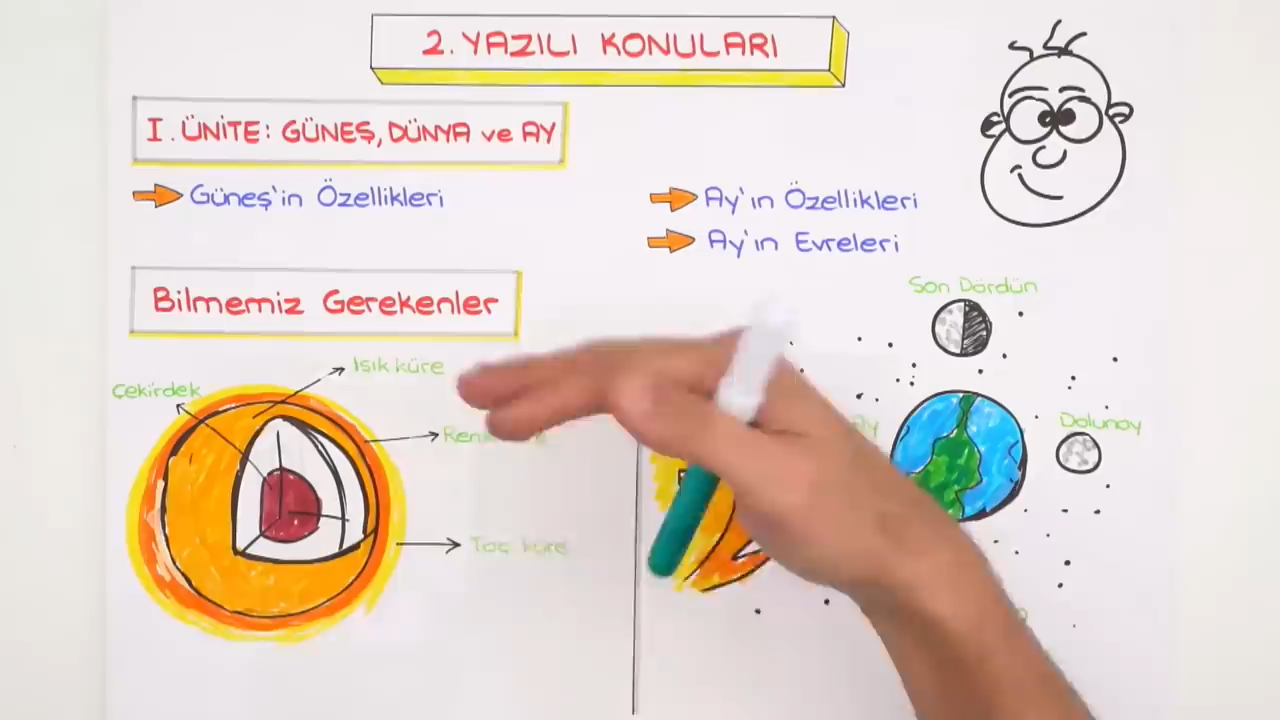 2. YAZILI KONULARI
I. ÜNİTE: GÜNEŞ, DÜNYA ve AY
Güneş'in Özellikleri
Ay'ın Özellikleri
Ay'ın Evreleri
Bilmemiz Gerekenler
Son Dördün
Işık küre
Çekirdek
Ay
Dolunay
Taç küre